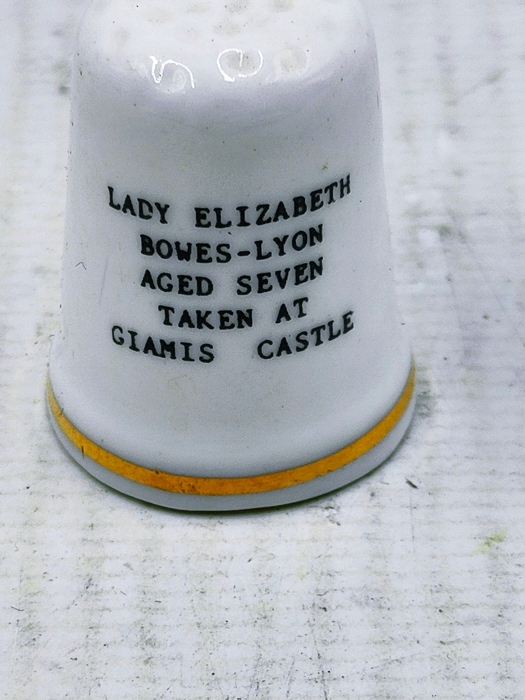 LADY ELIZABETH
BOWES-LYON
AGED SEVEN
TAKEN AT
GIAMIS CASTLE